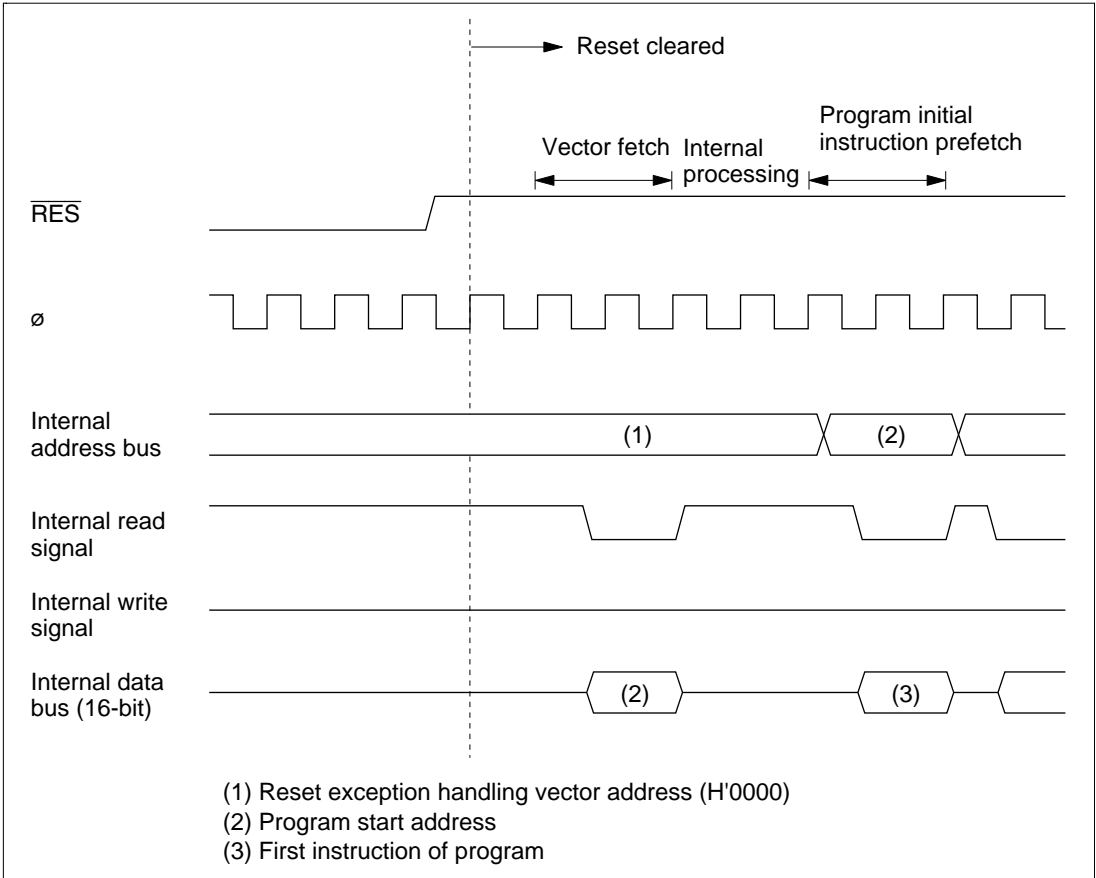 Reset cleared
Program initial
instruction prefetch
Vector fetch
Internal
processing
RES
ø
Internal
address bus
(1)
(2)
Internal read
signal
Internal write
signal
Internal data
bus (16-bit)
(2)
(3)
(1) Reset exception handling vector address (H'0000)
(2) Program start address
(3) First instruction of program